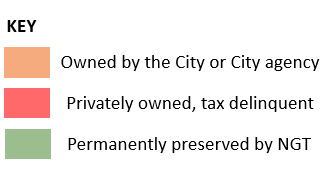 KEY
Owned by the City or City agency
Privately owned, tax delinquent
Permanently preserved by NGT